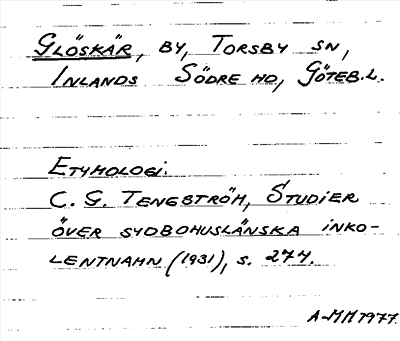 GLÖSKÄR, BY, TORSBY SN,
INLANDS SÖDRE HD, GÖTEB.L.
ETYMOLOGI:
C. G. TENGSTRÖM, STUDIER
ÖVER SYDBOHUSLÄNSKA INKO-
LENTNAMN (1931), S. 274.
A-MM 1977.